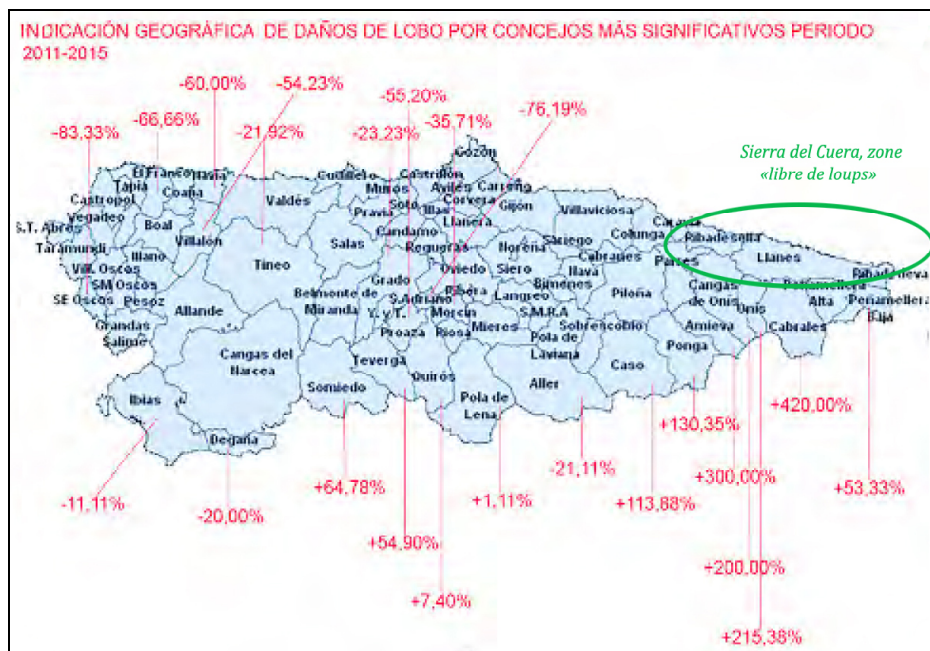 INDICACIÓN GEOGRÁFICA DE DAÑOS DE LOBO POR CONCEJOS MÁS SIGNIFICATIVOS PERIODO
2011-2015
-60,00%
-54,23%
-55,20%
-76,19%
-83,33%
-66,66%
-21,92%
-23,23%
-35,71%
Sierra del Cuera, zone
«libre de loups»
Gozón
El Franco
Navia
Cudillero
Castrillón
Tapia
Coaña
Muros
Avilés
Carreño
Castropol
Valdés
Soto
Illas
Corvera
Gijón
Vegadeo
Boal
Pravia
Llanera
Villaviciosa
Caravia
S.T. Abres
Villalón
Candamo
Colunga
Ribadesella
Taramundi
Illano
Salas
Regueras
Noreña
Sariego
Parres
Llanes
Vill. Oscos
Tineo
Oviedo
Siero
Cabranes
Nava
Ribadedeva
SM Oscos
Grado
Bimenes
Cangas
de Onís
Peñamellera
Alta
SE Oscos
Pesoz
Belmonte de
Miranda
S.Adriano
Ribera
Langreo
Piloña
Onís
Peñamellera
Baja
Allande
Y. y T.
Morcín
S.M.R.A
Grandas
Salime
Proaza
Riosa
Mieres
Sobrescobio
Amieva
Cabrales
Cangas del
Narcea
Teverga
Pola de
Laviana
Ponga
Somiedo
Quirós
Aller
Caso
Ibias
Pola de
Lena
Degaña
+420,00%
+130,35%
-21,11%
+300,00%
+64,78%
+1,11%
+113,88%
+53,33%
-11,11%
-20,00%
+54,90%
+200,00%
+7,40%
+215,38%